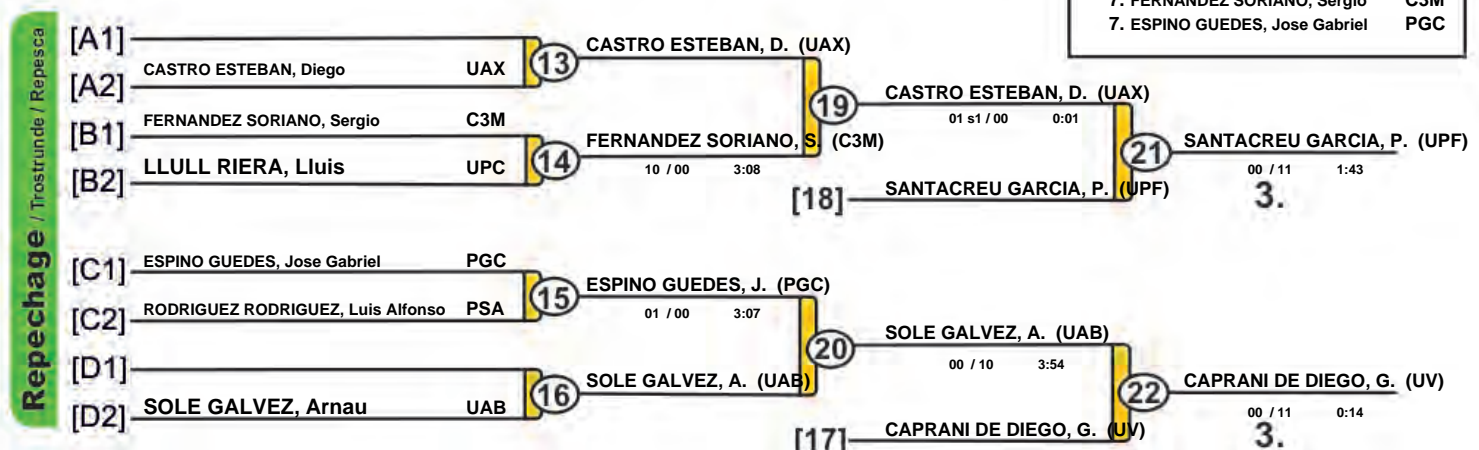 7. FERNANDEZ SORIANO, Sergio C3M
7. ESPINO GUEDES, Jose Gabriel PGC
Repechage / Trostrunde / Repesca
[A1]
CASTRO ESTEBAN, Diego UAX
[A2]
13
CASTRO ESTEBAN, D. (UAX)
FERNANDEZ SORIANO, Sergio C3M
[B1]
LLULL RIERA, Lluis UPC
[B2]
14
FERNANDEZ SORIANO, S. (C3M)
10 / 00 3:08
19
CASTRO ESTEBAN, D. (UAX)
01 s1 / 00 0:01
[18]
SANTACREU GARCIA, P. (UPF)
21
SANTACREU GARCIA, P. (UPF)
00 / 11 1:43
3.
[C1]
ESPINO GUEDES, Jose Gabriel PGC
[C2]
RODRIGUEZ RODRIGUEZ, Luis Alfonso PSA
15
ESPINO GUEDES, J. (PGC)
01 / 00 3:07
[D1]
[D2]
SOLE GALVEZ, Arnau UAB
16
SOLE GALVEZ, A. (UAB)
20
SOLE GALVEZ, A. (UAB)
00 / 10 3:54
[17]
CAPRANI DE DIEGO, G. (UV)
22
CAPRANI DE DIEGO, G. (UV)
00 / 11 0:14
3.